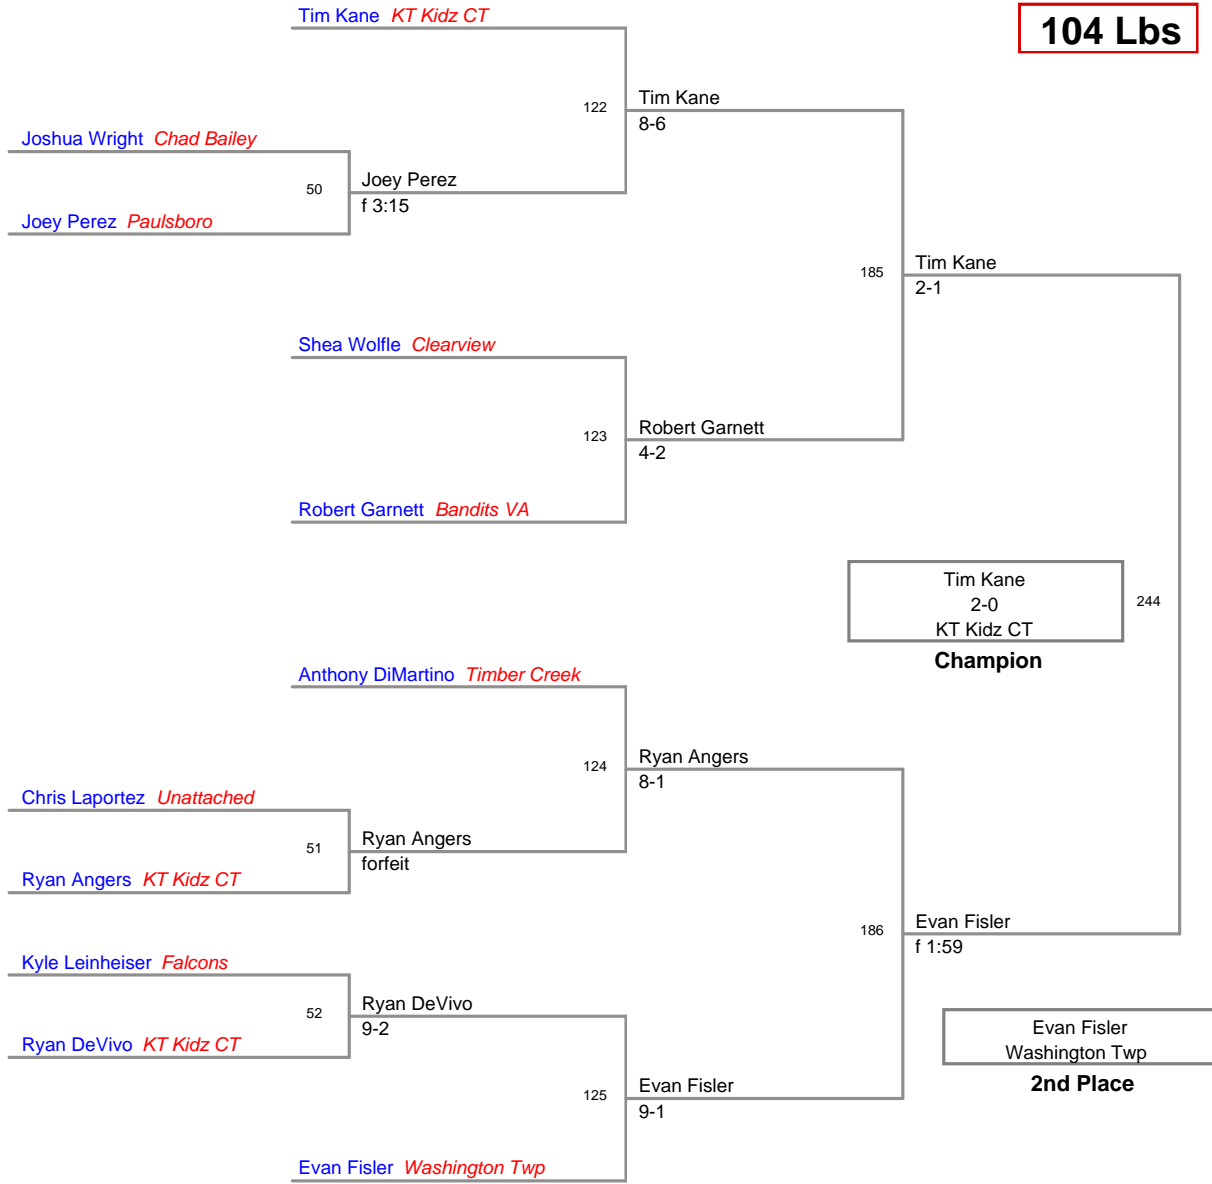 Tim Kane KT Kidz CT
104 Lbs
122
Tim Kane
8-6
Joshua Wright Chad Bailey
50
Joey Perez
f 3:15
Joey Perez Paulsboro
185
Tim Kane
2-1
Shea Wolfle Clearview
123
Robert Garnett
4-2
Robert Garnett Bandits VA
Tim Kane
2-0
KT Kidz CT
244
Champion
Anthony DiMartino Timber Creek
124
Ryan Angers
8-1
Chris Laportez Unattached
51
Ryan Angers
forfeit
Ryan Angers KT Kidz CT
186
Evan Fisler
f 1:59
Kyle Leinheiser Falcons
52
Ryan DeVivo
9-2
Ryan DeVivo KT Kidz CT
Evan Fisler
Washington Twp
2nd Place
125
Evan Fisler
9-1
Evan Fisler Washington Twp